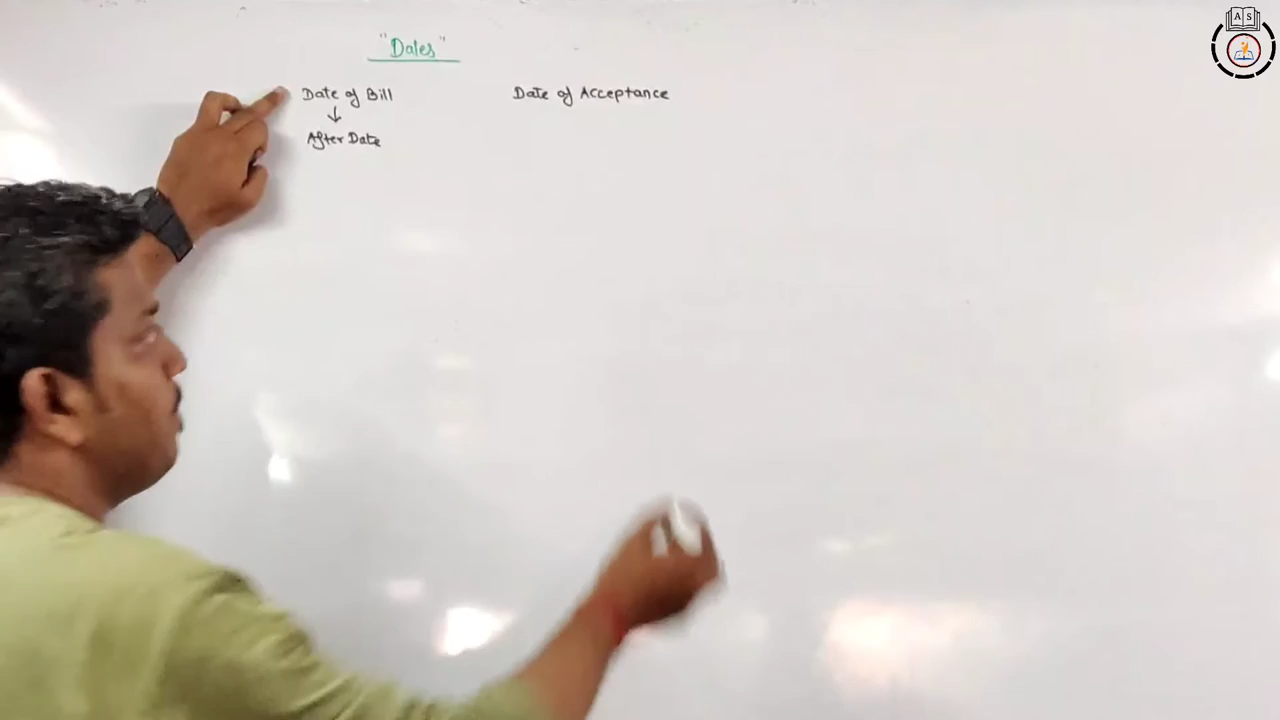 "Dates"
Date of Bill Date of Acceptance
↓
After Date
A S